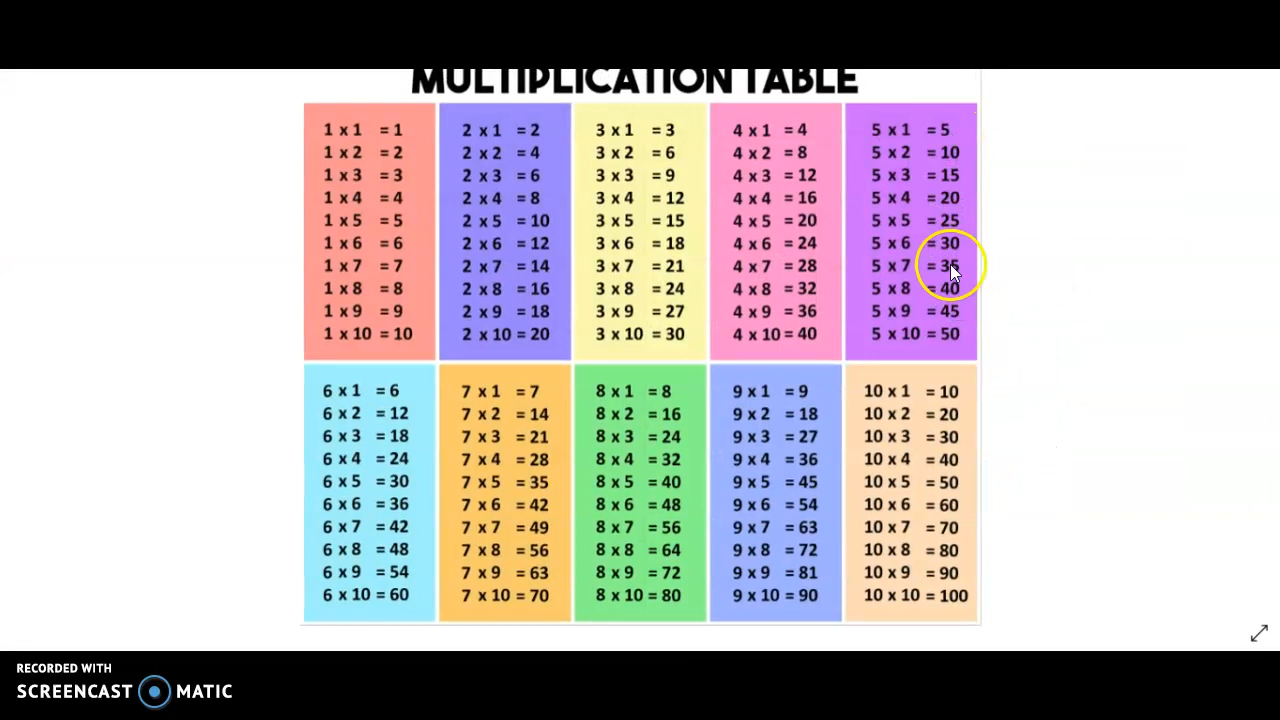 MULTIPLICATION TABLE
1 x 1 = 1
1 x 2 = 2
1 x 3 = 3
1 x 4 = 4
1 x 5 = 5
1 x 6 = 6
1 x 7 = 7
1 x 8 = 8
1 x 9 = 9
1 x 10 = 10
2 x 1 = 2
2 x 2 = 4
2 x 3 = 6
2 x 4 = 8
2 x 5 = 10
2 x 6 = 12
2 x 7 = 14
2 x 8 = 16
2 x 9 = 18
2 x 10 = 20
3 x 1 = 3
3 x 2 = 6
3 x 3 = 9
3 x 4 = 12
3 x 5 = 15
3 x 6 = 18
3 x 7 = 21
3 x 8 = 24
3 x 9 = 27
3 x 10 = 30
4 x 1 = 4
4 x 2 = 8
4 x 3 = 12
4 x 4 = 16
4 x 5 = 20
4 x 6 = 24
4 x 7 = 28
4 x 8 = 32
4 x 9 = 36
4 x 10 = 40
5 x 1 = 5
5 x 2 = 10
5 x 3 = 15
5 x 4 = 20
5 x 5 = 25
5 x 6 = 30
5 x 7 = 35
5 x 8 = 40
5 x 9 = 45
5 x 10 = 50
6 x 1 = 6
6 x 2 = 12
6 x 3 = 18
6 x 4 = 24
6 x 5 = 30
6 x 6 = 36
6 x 7 = 42
6 x 8 = 48
6 x 9 = 54
6 x 10 = 60
7 x 1 = 7
7 x 2 = 14
7 x 3 = 21
7 x 4 = 28
7 x 5 = 35
7 x 6 = 42
7 x 7 = 49
7 x 8 = 56
7 x 9 = 63
7 x 10 = 70
8 x 1 = 8
8 x 2 = 16
8 x 3 = 24
8 x 4 = 32
8 x 5 = 40
8 x 6 = 48
8 x 7 = 56
8 x 8 = 64
8 x 9 = 72
8 x 10 = 80
9 x 1 = 9
9 x 2 = 18
9 x 3 = 27
9 x 4 = 36
9 x 5 = 45
9 x 6 = 54
9 x 7 = 63
9 x 8 = 72
9 x 9 = 81
9 x 10 = 90
10 x 1 = 10
10 x 2 = 20
10 x 3 = 30
10 x 4 = 40
10 x 5 = 50
10 x 6 = 60
10 x 7 = 70
10 x 8 = 80
10 x 9 = 90
10 x 10 = 100
RECORDED WITH
SCREENCAST MATIC